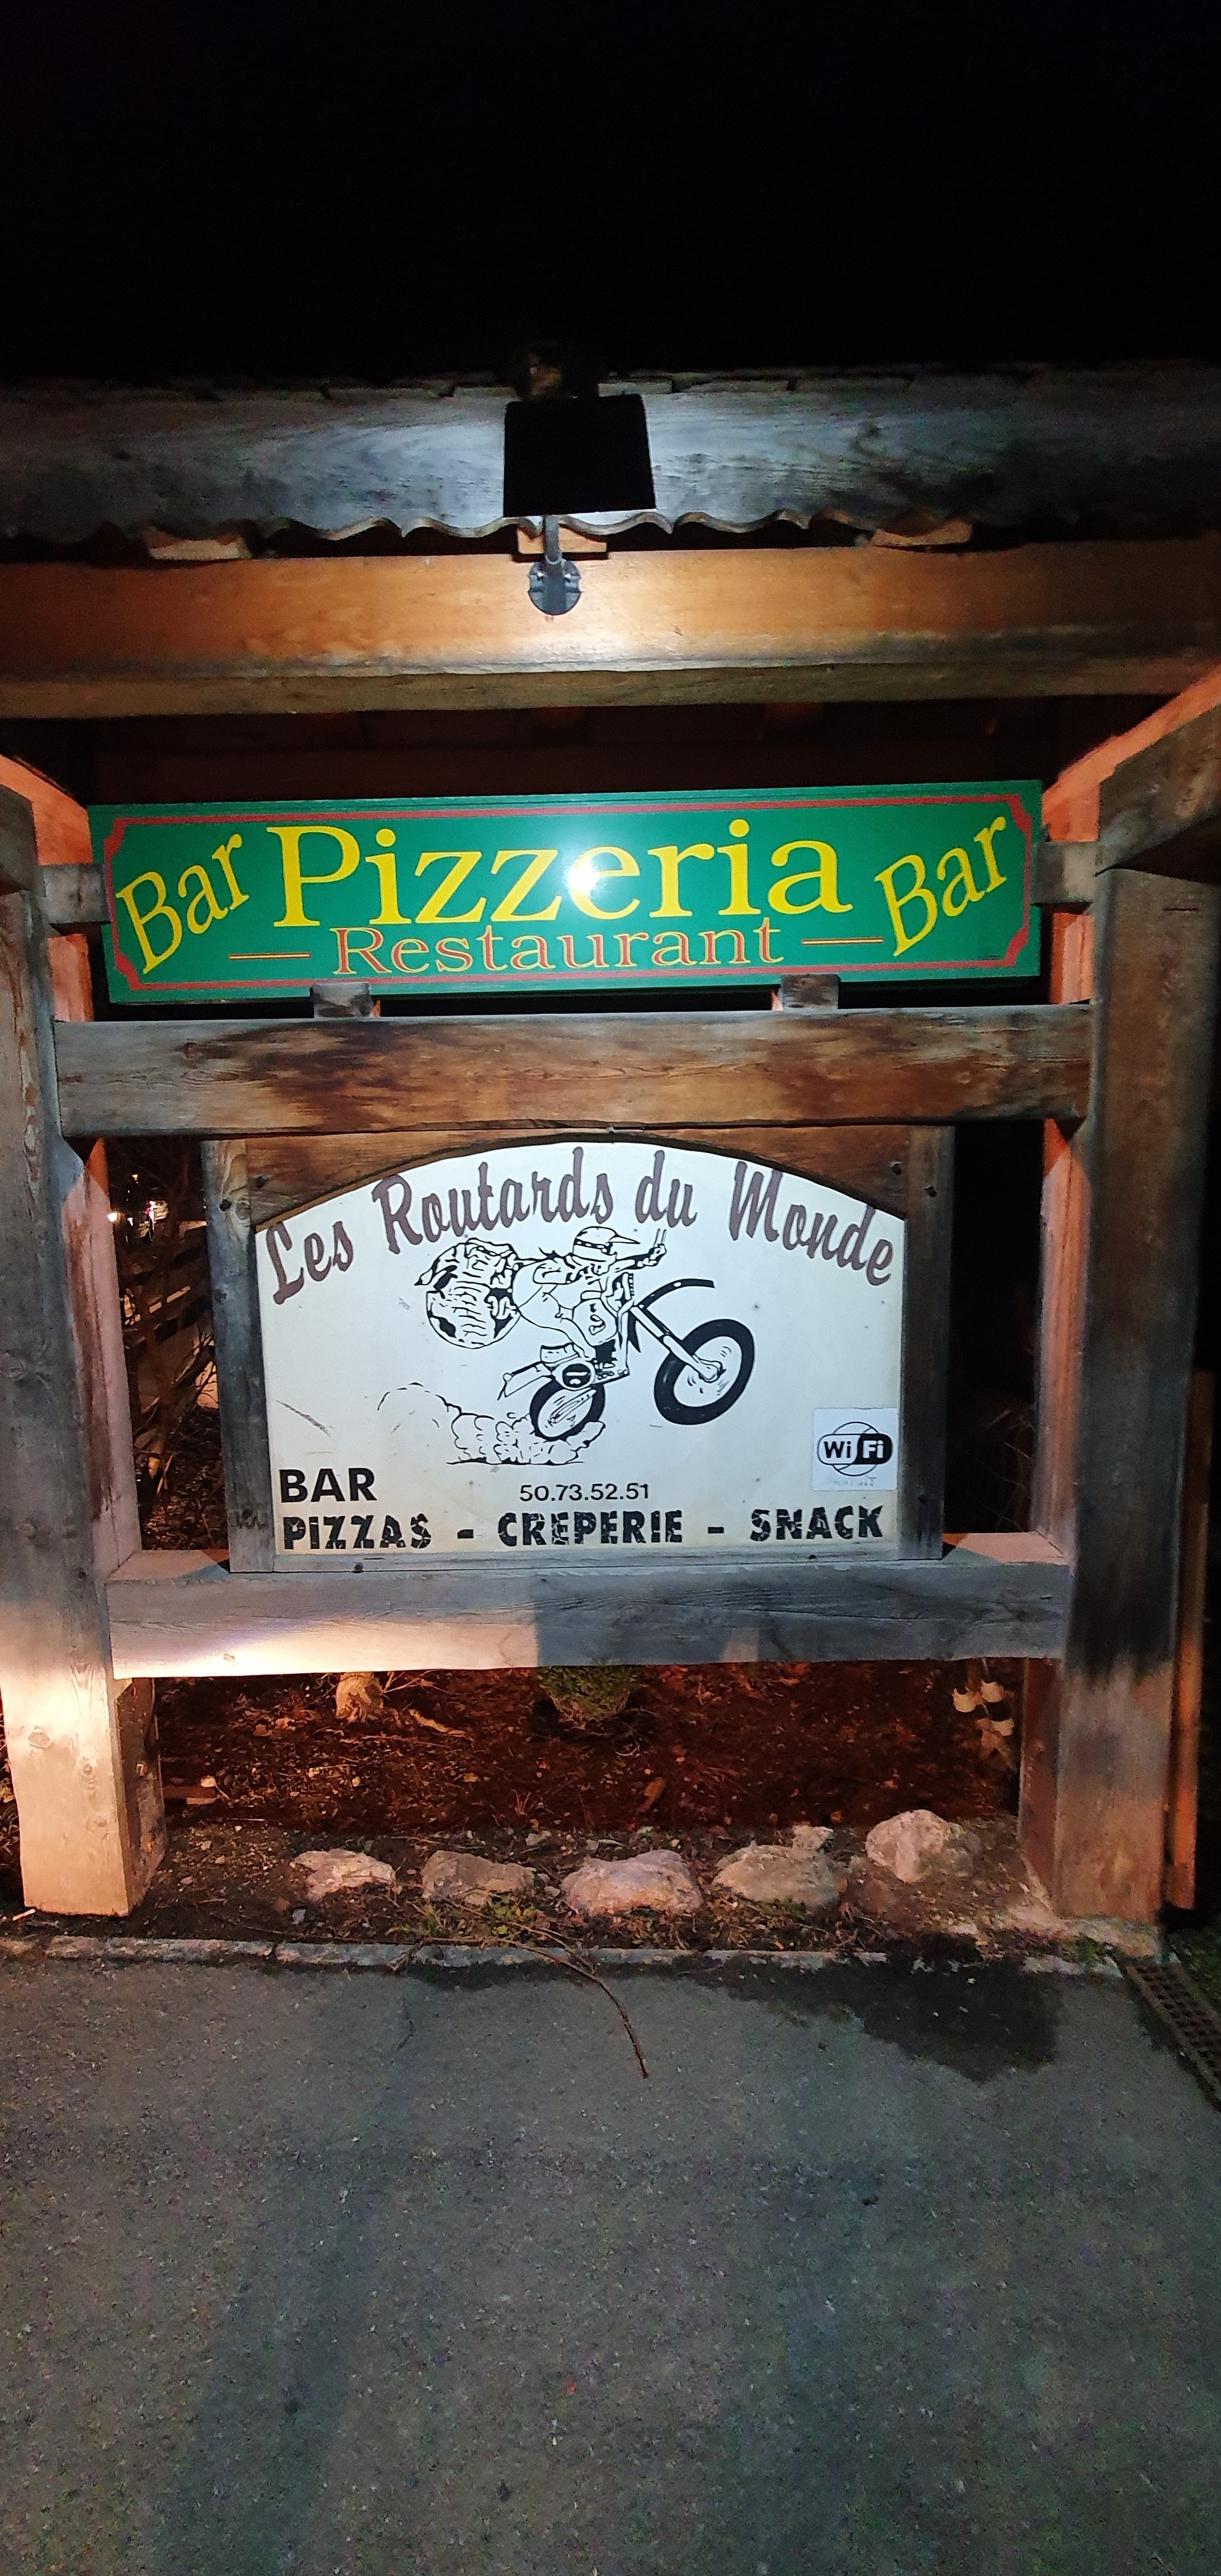 Bar Pizzeria Bar
Restaurant
Les Routards du Monde
Wi Fi
BAR 50.73.52.51
PIZZAS - CREPERIE - SNACK